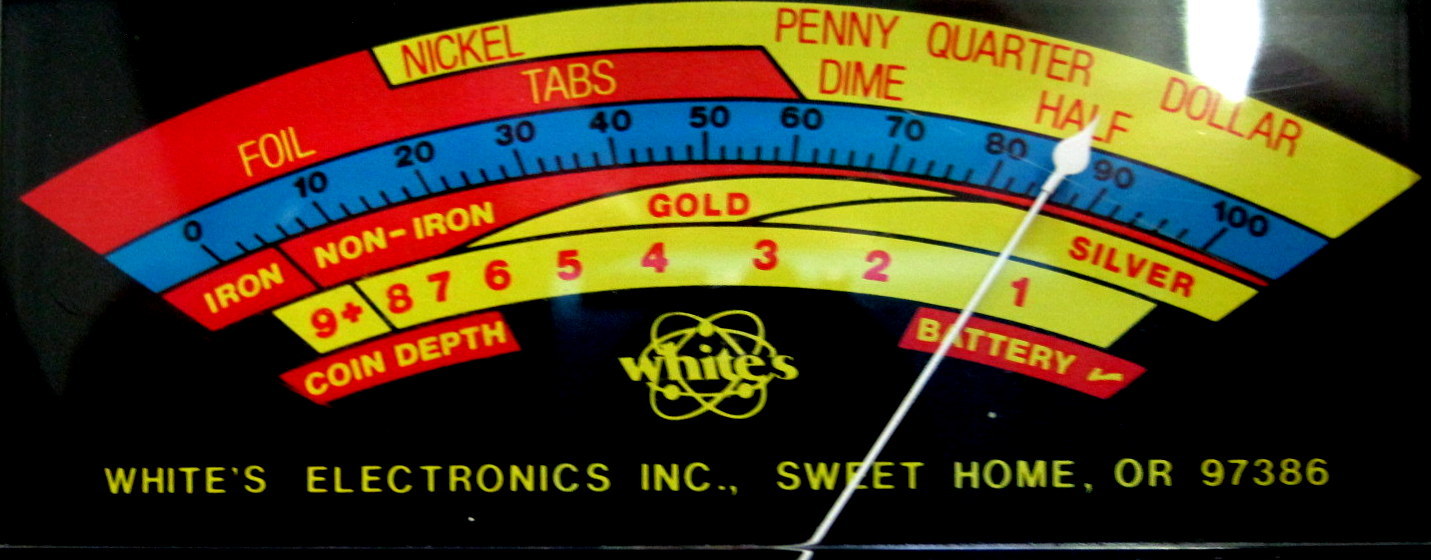 NICKEL PENNY QUARTER DOLLAR
FOIL TABS DIME HALF
0 10 20 30 40 50 60 70 80 90 100
IRON NON-IRON GOLD SILVER
9+ 8 7 6 5 4 3 2 1
COIN DEPTH BATTERY
white's
WHITE'S ELECTRONICS INC., SWEET HOME, OR 97386